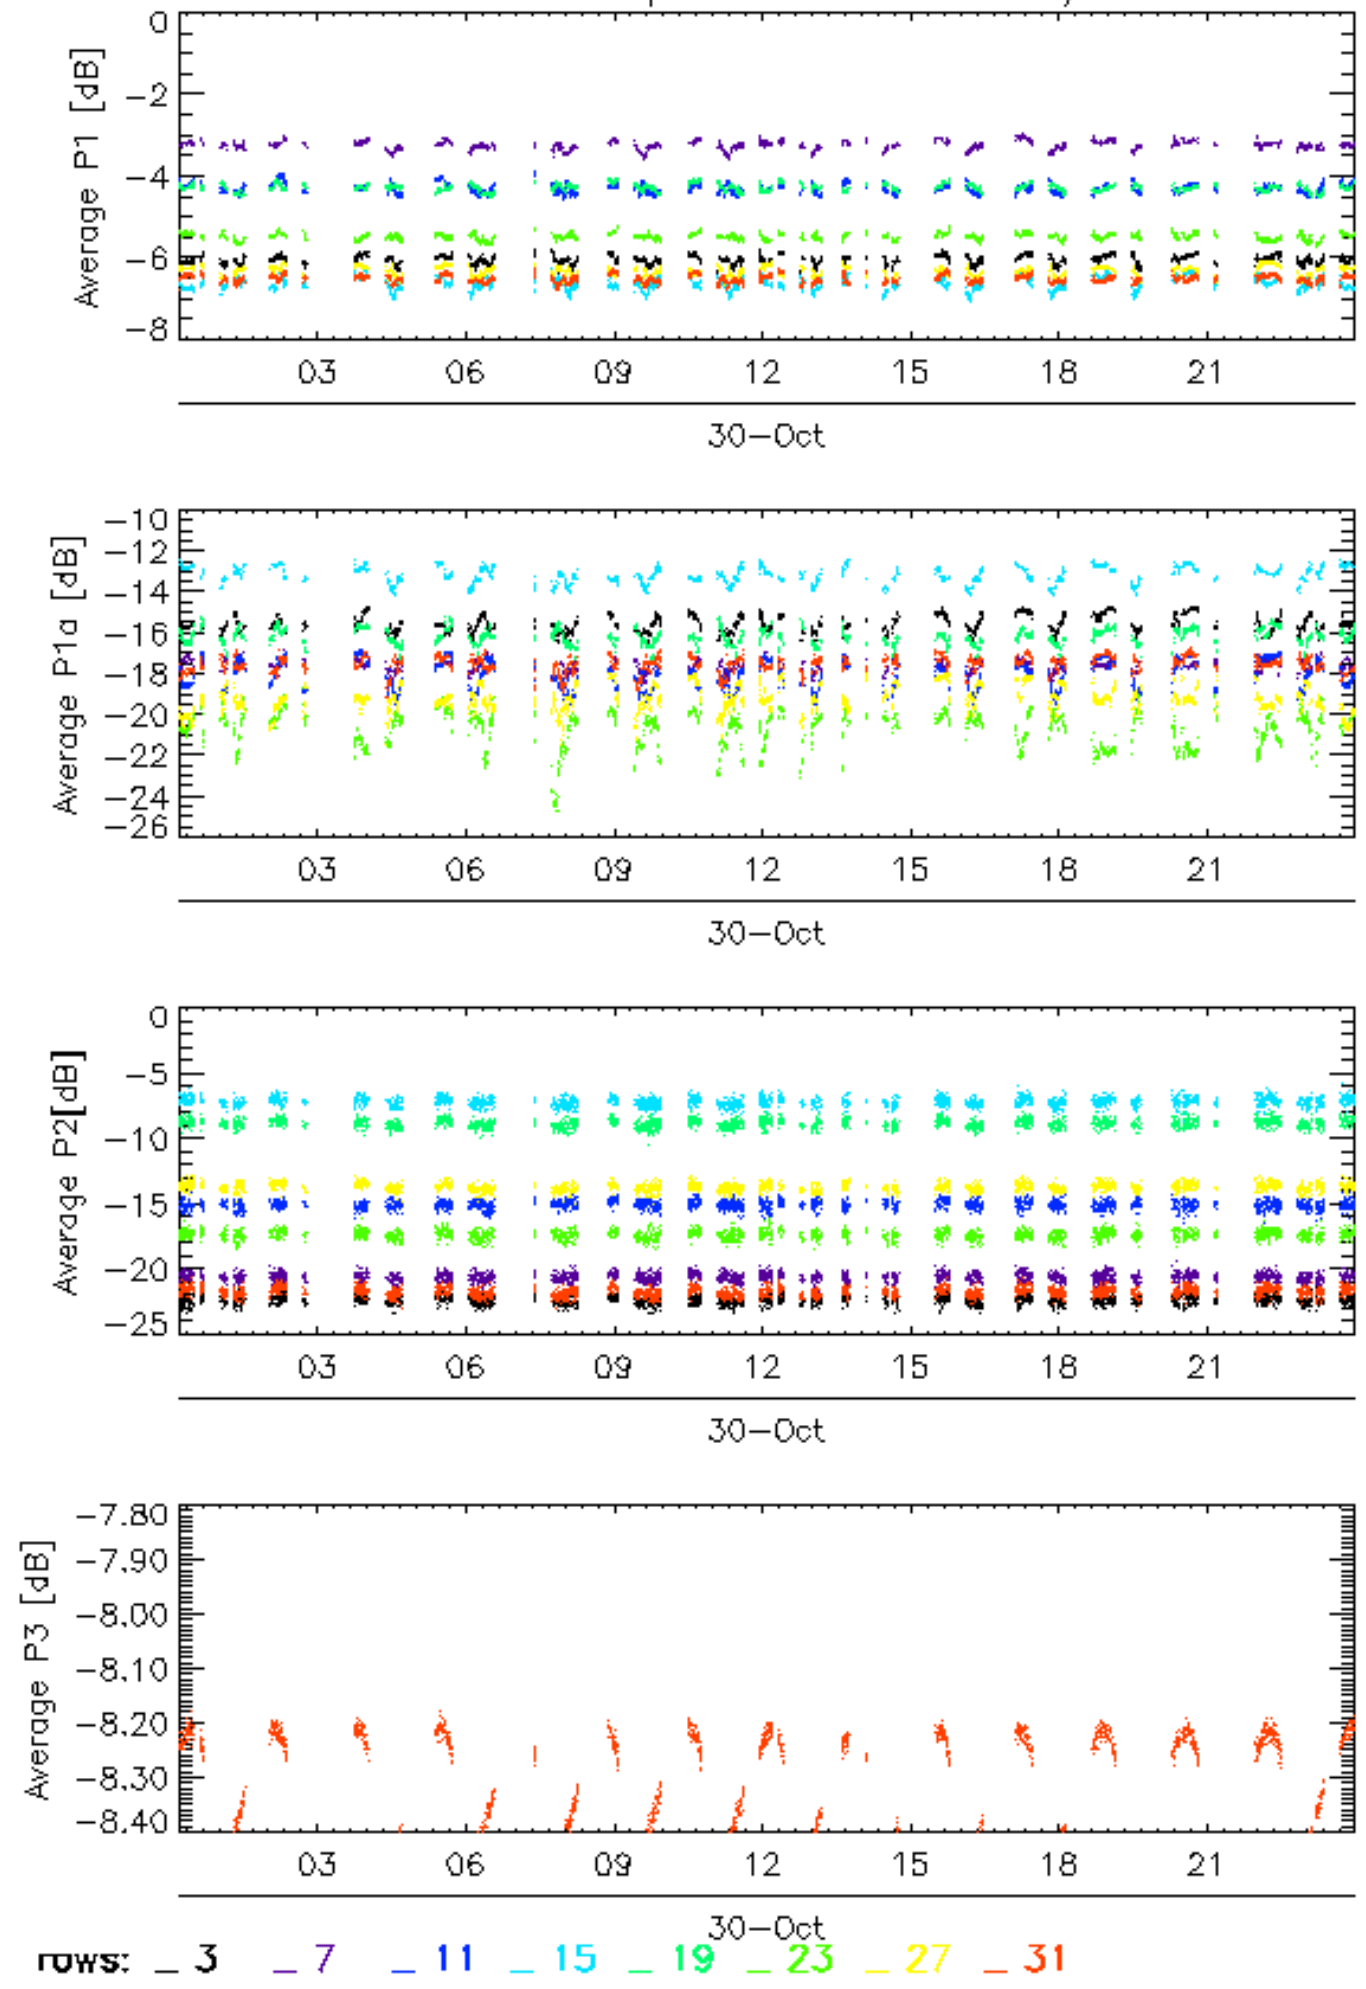 0
-2
-4
-6
-8
Average P1 [dB]
03 06 09 12 15 18 21
30-Oct
-10
-12
-14
-16
-18
-20
-22
-24
-26
Average P1a [dB]
03 06 09 12 15 18 21
30-Oct
0
-5
-10
-15
-20
-25
Average P2[dB]
03 06 09 12 15 18 21
30-Oct
-7.80
-7.90
-8.00
-8.10
-8.20
-8.30
-8.40
Average P3 [dB]
03 06 09 12 15 18 21
30-Oct
rows: _ 3 _ 7 _ 11 _ 15 _ 19 _ 23 _ 27 _ 31